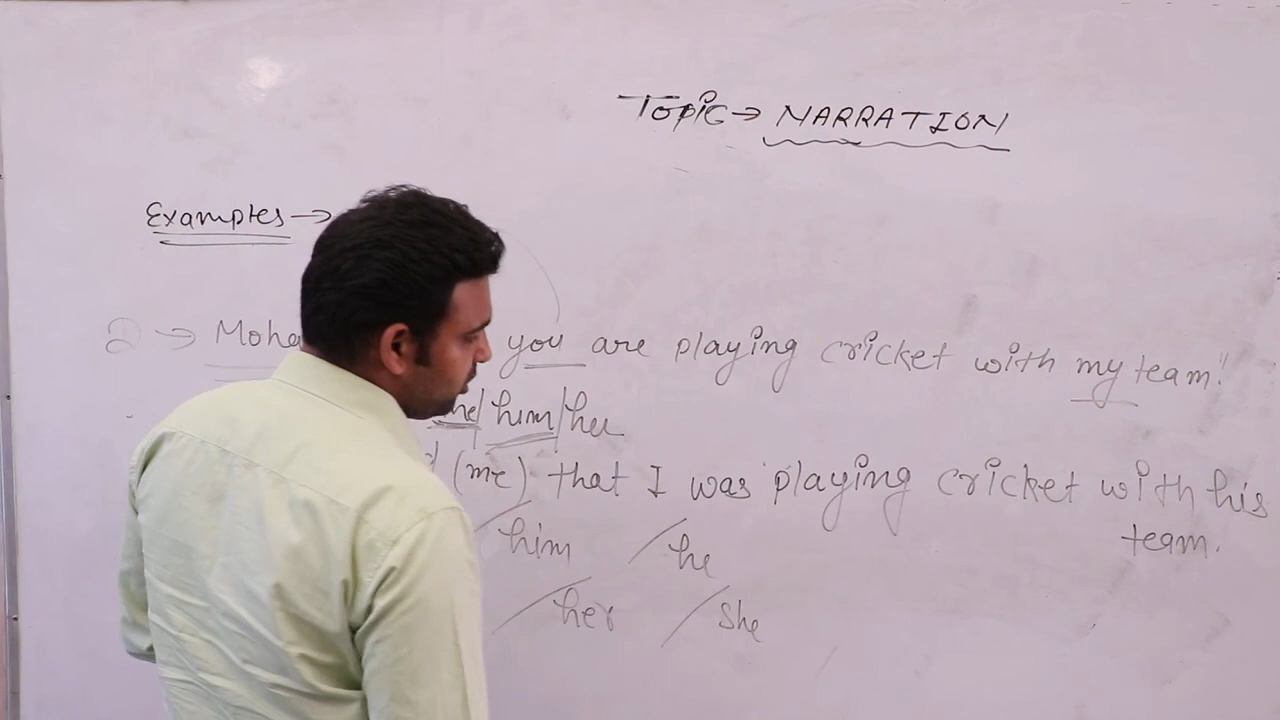 Topic → NARRATION
Examples →
2 → Moha you are playing cricket with my team."
me/him/her
(me) that I was playing cricket with his
team.
/him /he
/her /she